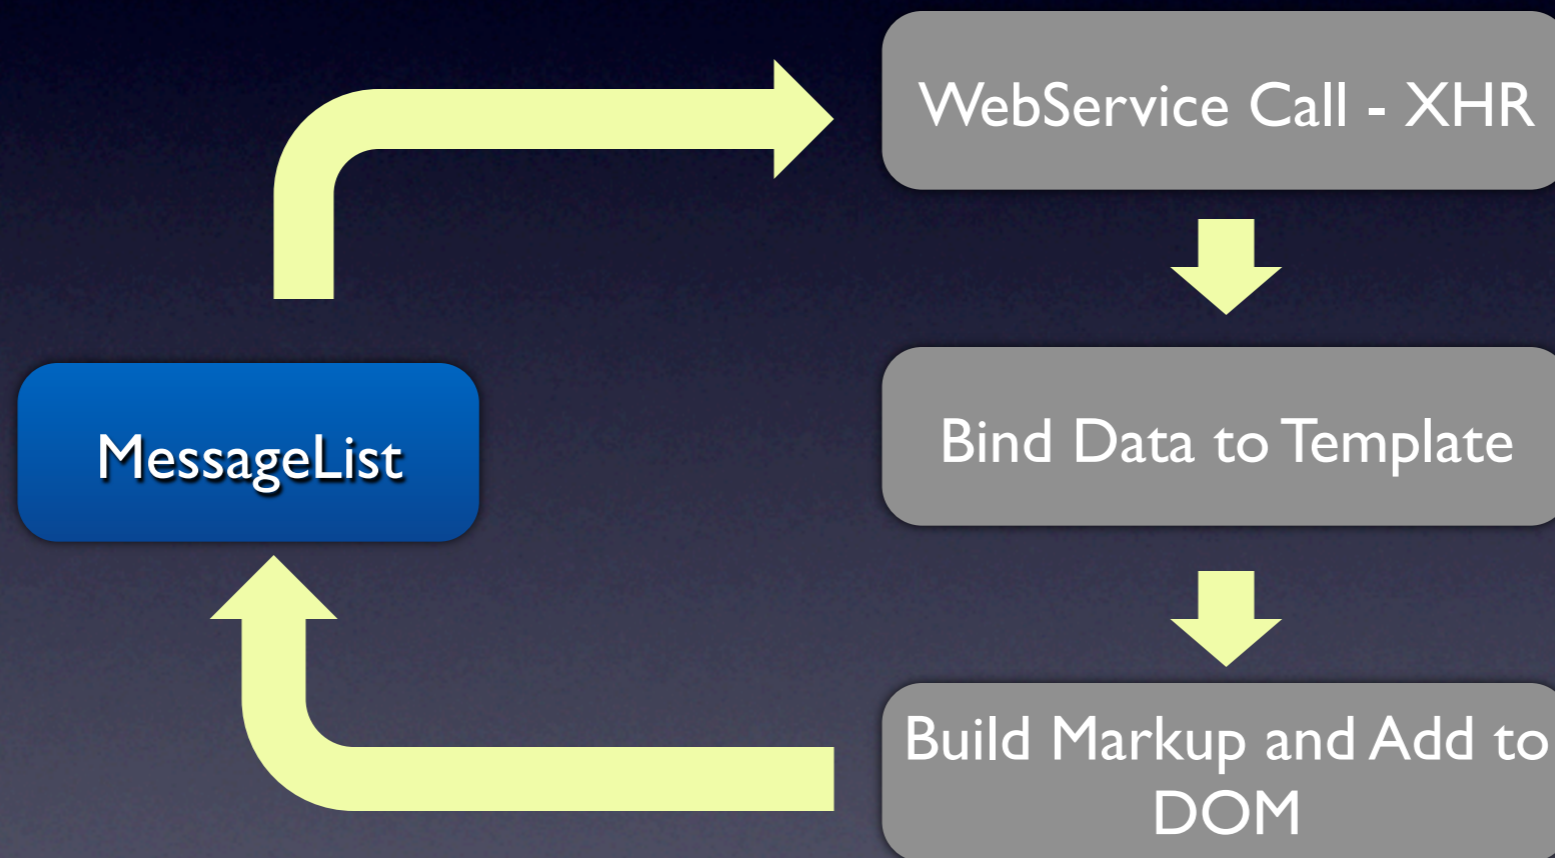 WebService Call - XHR
MessageList
Bind Data to Template
Build Markup and Add to
DOM